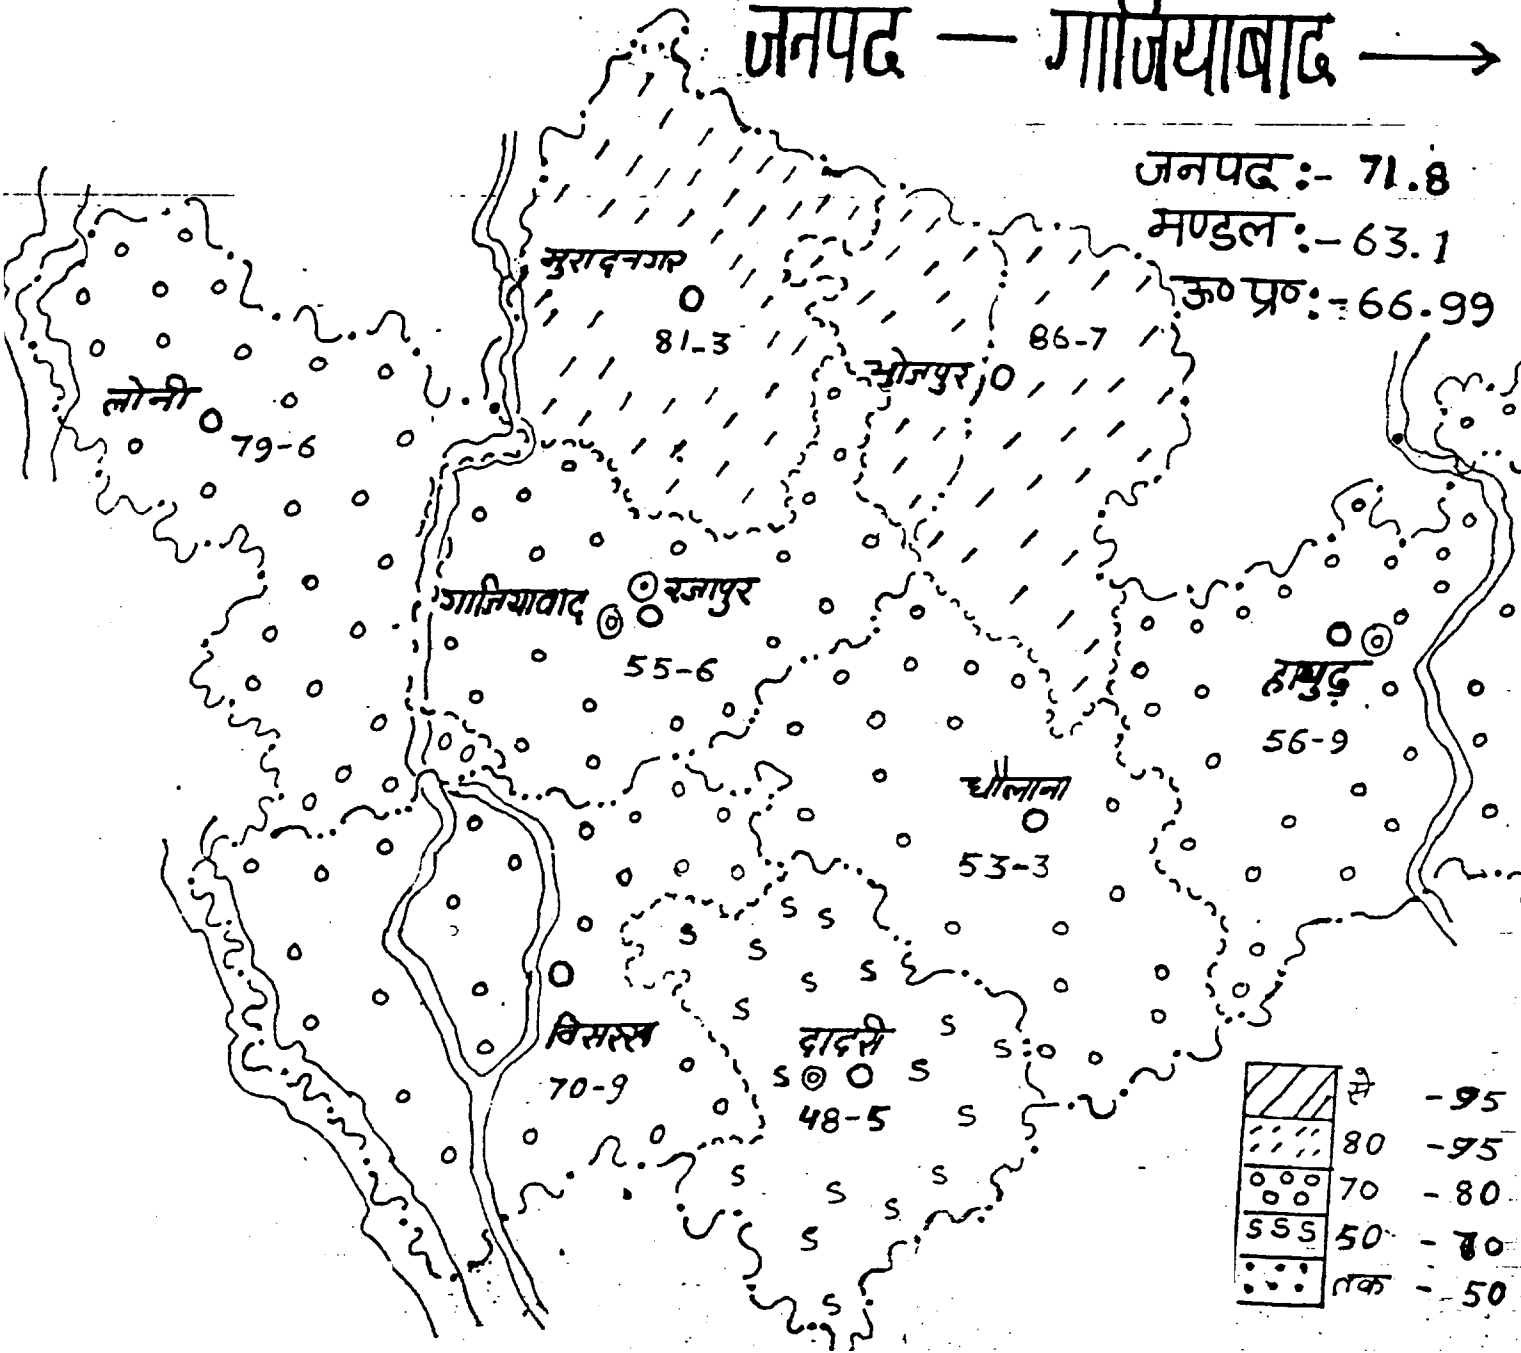 जनपद — गाजियाबाद →
जनपद :- 71.8
मण्डल :- 63.1
ऊ० प्र० :- 66.99
मुरादनगर
81-3
86-7
भोजपुर
लोनी
79-6
गाजियाबाद
रजापुर
55-6
हापुड़
56-9
धौलाना
53-3
बिसरख
70-9
दादरी
48-5
से -95
80 -95
70 -80
SSS 50 -70
तक -50